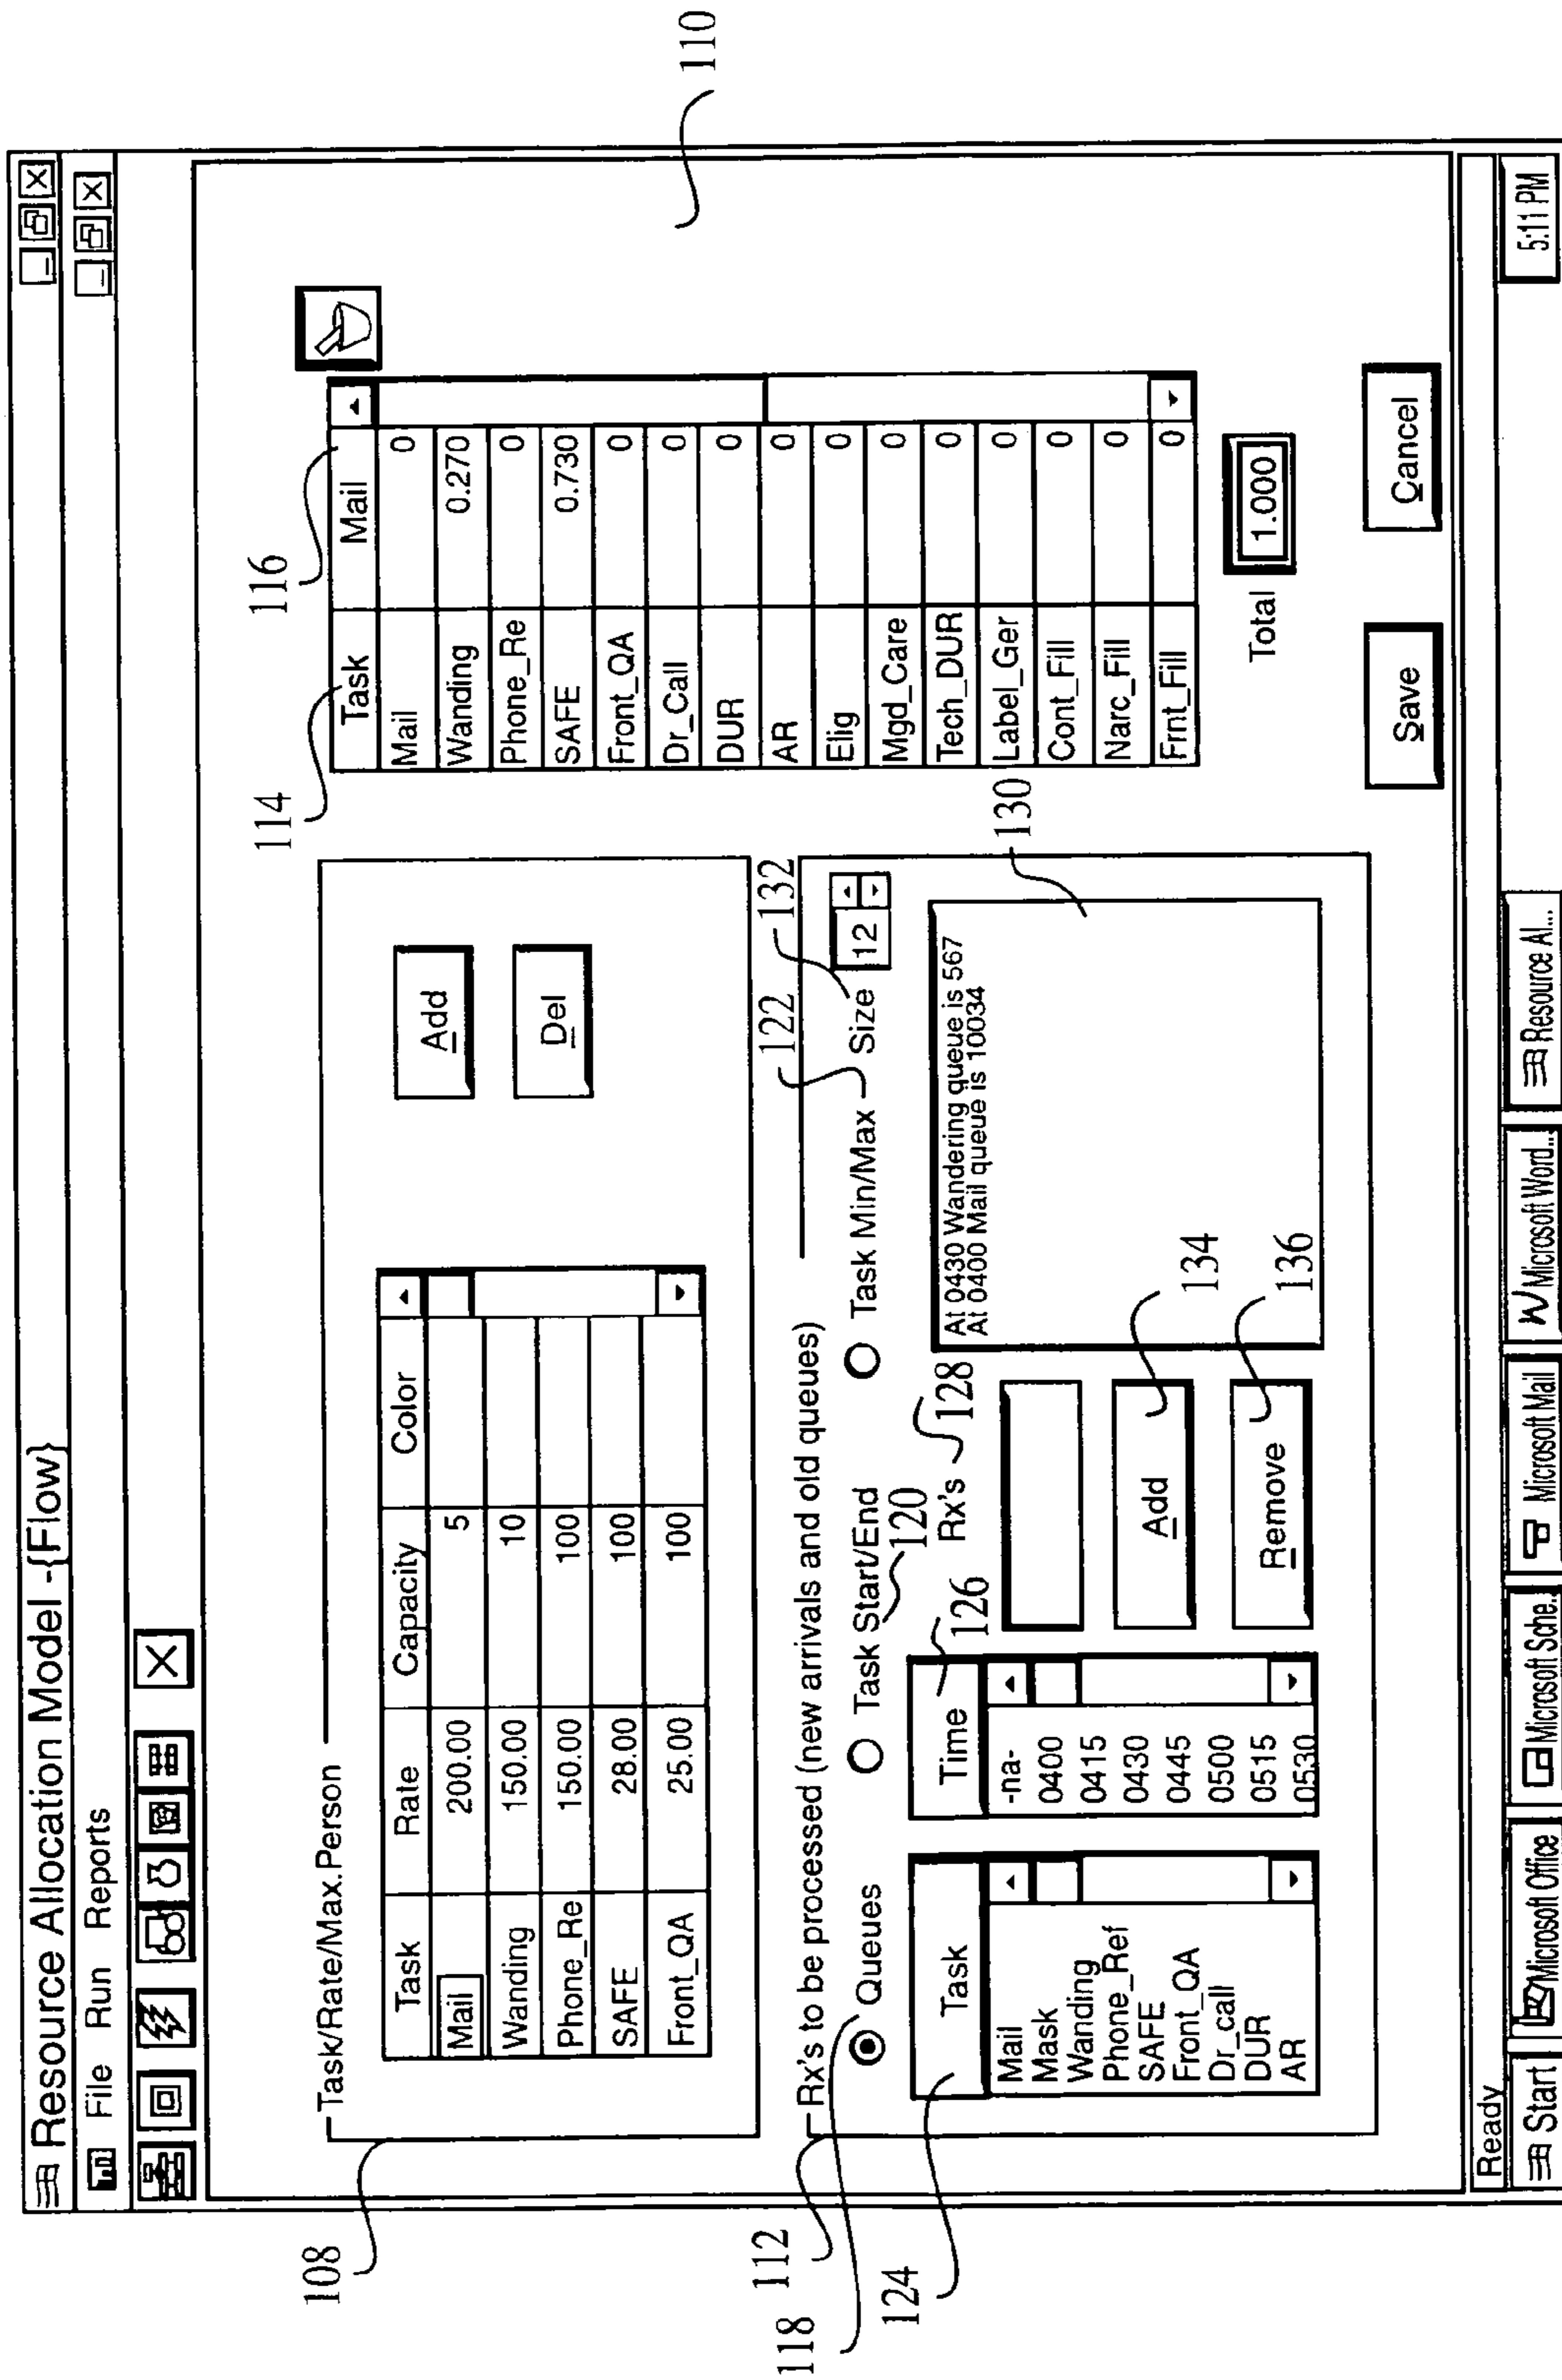 Resource Allocation Model -{Flow}
File Run Reports
110
116
114
Task/Rate/Max.Person
Task Rate Capacity Color
Mail 200.00 5
Wanding 150.00 10
Phone_Re 150.00 100
SAFE 28.00 100
Front_QA 25.00 100
Add
Del
108
Task Mail
Mail 0
Wanding 0.270
Phone_Re 0
SAFE 0.730
Front_QA 0
Dr_Call 0
DUR 0
AR 0
Elig 0
Mgd_Care 0
Tech_DUR 0
Label_Ger 0
Cont_Fill 0
Narc_Fill 0
Frnt_Fill 0
Total 1.000
Save
Cancel
112
122
132
Rx's to be processed (new arrivals and old queues)
118
Queues
Task Start/End
120
Task Min/Max
Size 12
124
126
Rx's 128
130
Task
Mail
Mask
Wanding
Phone_Ref
SAFE
Front_QA
Dr_call
DUR
AR
Time
-na-
0400
0415
0430
0445
0500
0515
0530
Add
Remove
134
136
At 0430 Wandering queue is 567
At 0400 Mail queue is 10034
Ready
Start Microsoft Office Microsoft Sche.. Microsoft Mail Microsoft Word... Resource Al... 5:11 PM